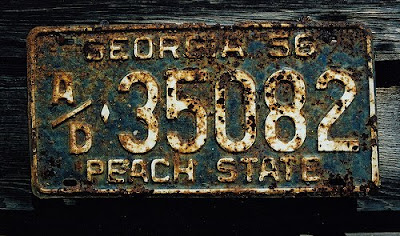 GEORGIA 56
A/D 35082
PEACH STATE